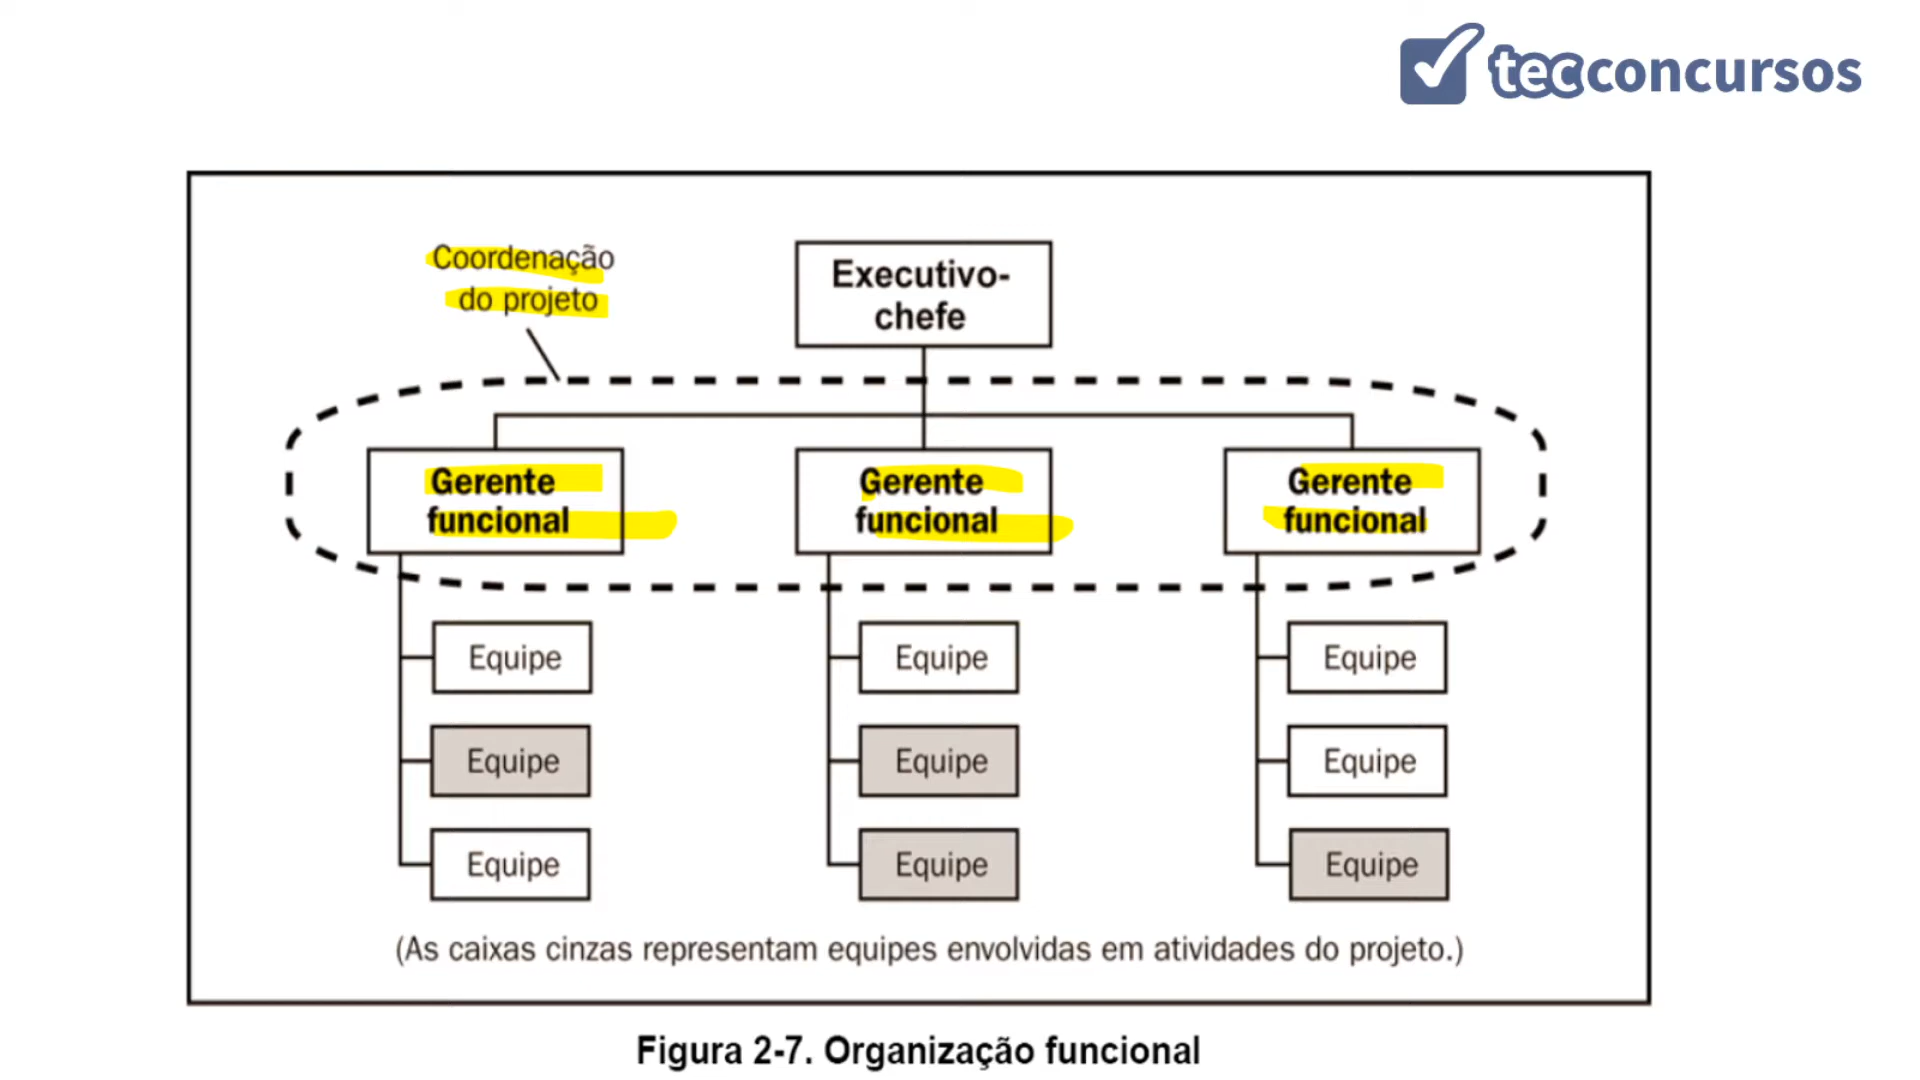 tecconcursos
Coordenação
do projeto
Executivo-
chefe
Gerente
funcional
Gerente
funcional
Gerente
funcional
Equipe
Equipe
Equipe
Equipe
Equipe
Equipe
Equipe
Equipe
Equipe
(As caixas cinzas representam equipes envolvidas em atividades do projeto.)
Figura 2-7. Organização funcional